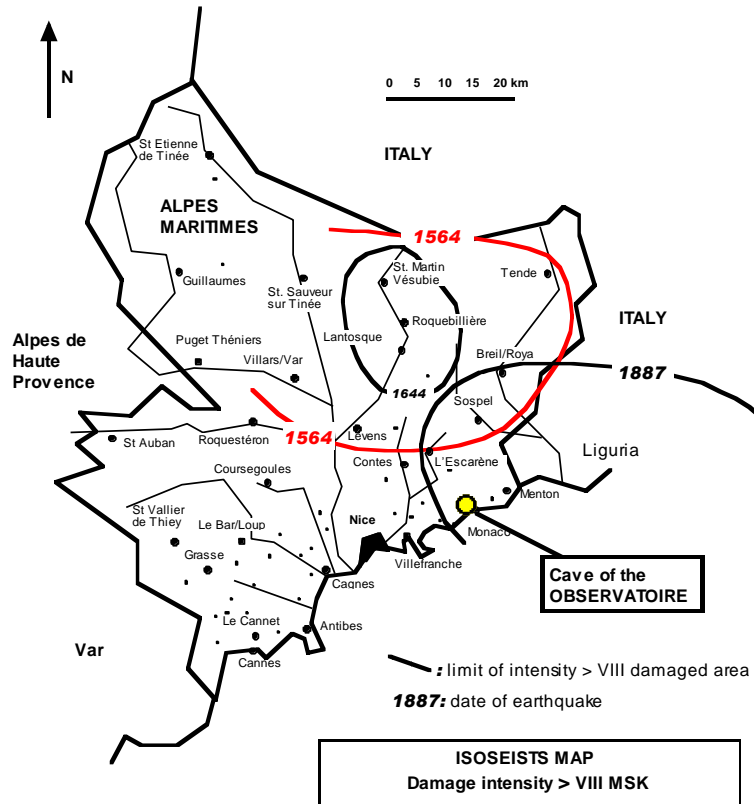 N
0 5 10 15 20 km
ITALY
St Etienne
de Tinée
ALPES
MARITIMES
1564
St. Martin
Vésubie
Tende
Guillaumes
St. Sauveur
sur Tinée
Roquebillière
ITALY
Lantosque
Alpes de
Haute
Provence
Puget Théniers
Villars/Var
Breil/Roya
1887
1644
Sospel
1564
Levens
St Auban
Roquestéron
L'Escarène
Liguria
Contes
Coursegoules
Menton
St Vallier
de Thiey
Le Bar/Loup
Nice
Monaco
Villefranche
Grasse
Cagnes
Cave of the
OBSERVATOIRE
Le Cannet
Antibes
Var
Cannes
: limit of intensity > VIII damaged area
1887: date of earthquake
ISOSEISTS MAP
Damage intensity > VIII MSK